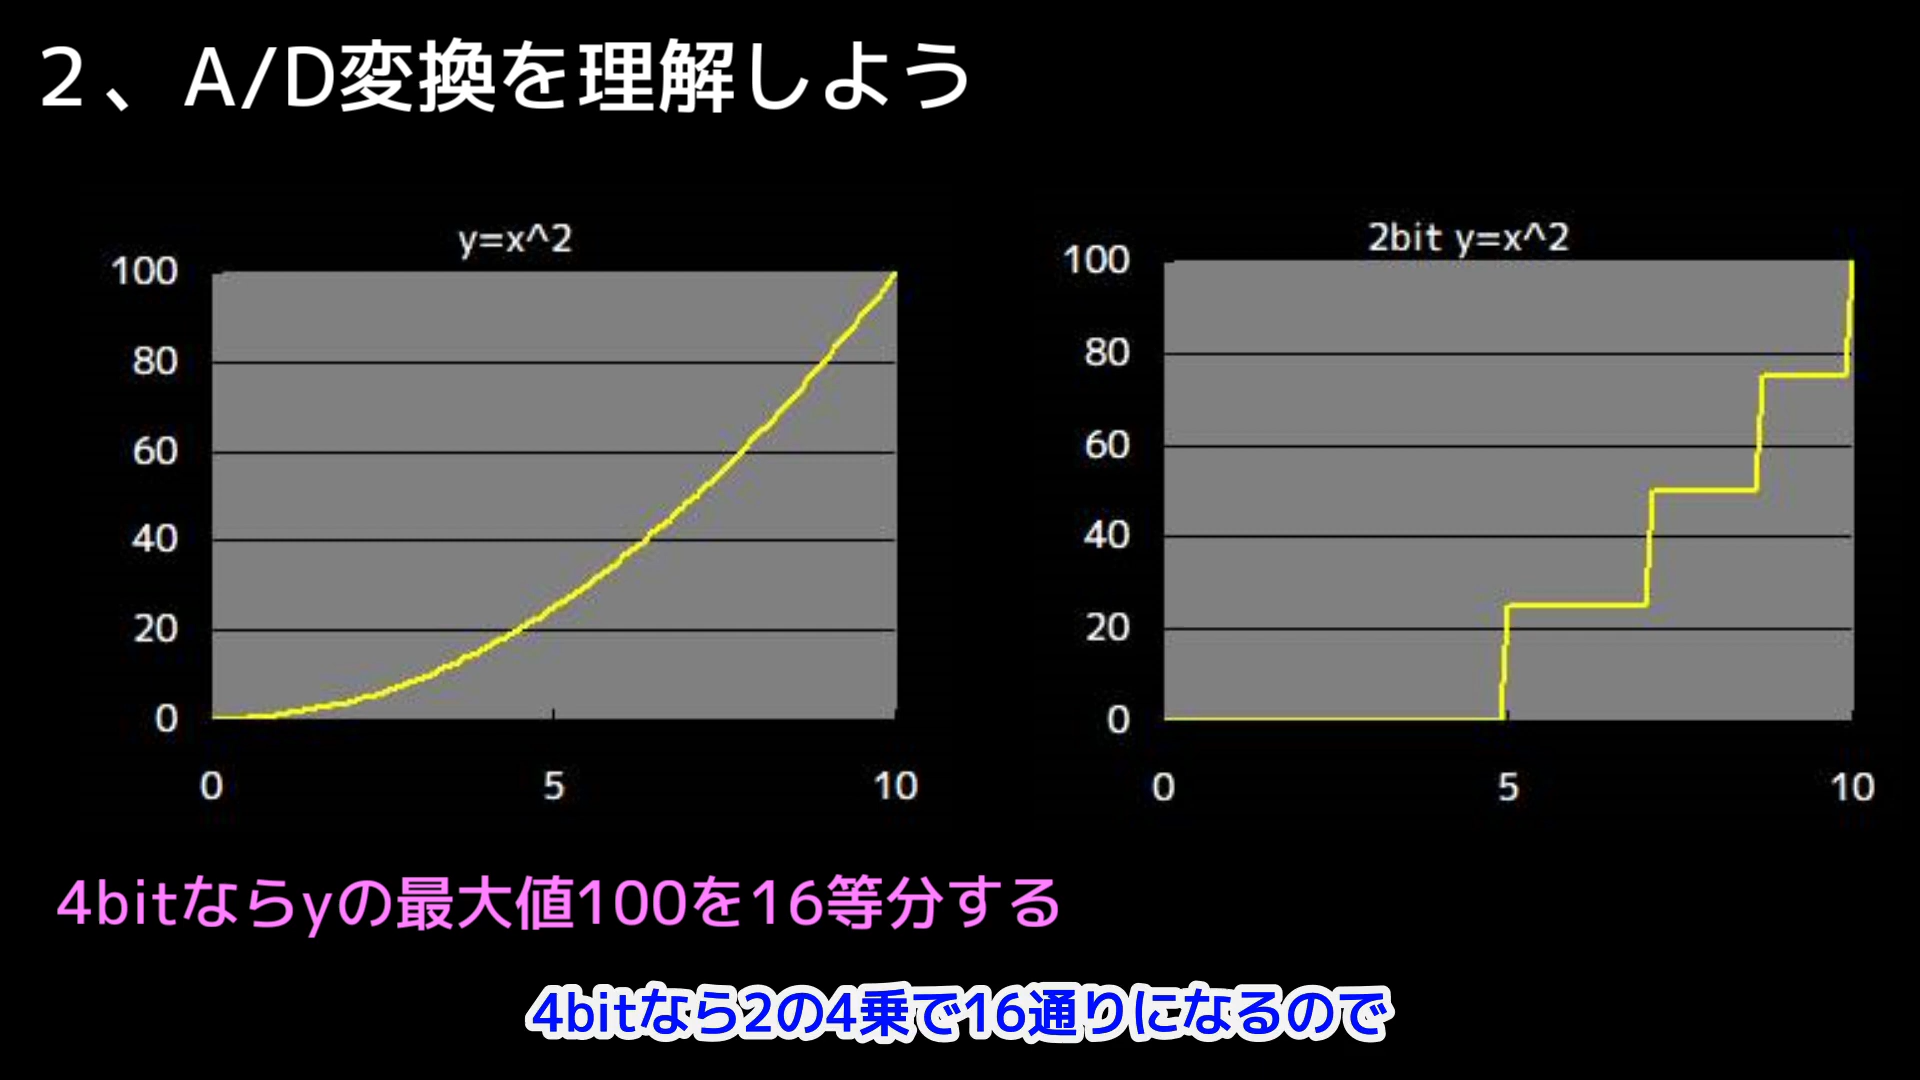 ２、A/D変換を理解しよう
y=x^2
100
80
60
40
20
0
0 5 10
2bit y=x^2
100
80
60
40
20
0
0 5 10
4bitならyの最大値100を16等分する
4bitなら2の4乗で16通りになるので